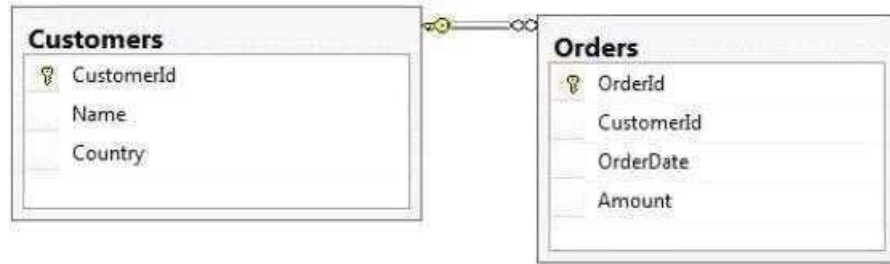 Customers
CustomerId
Name
Country
Orders
OrderId
CustomerId
OrderDate
Amount